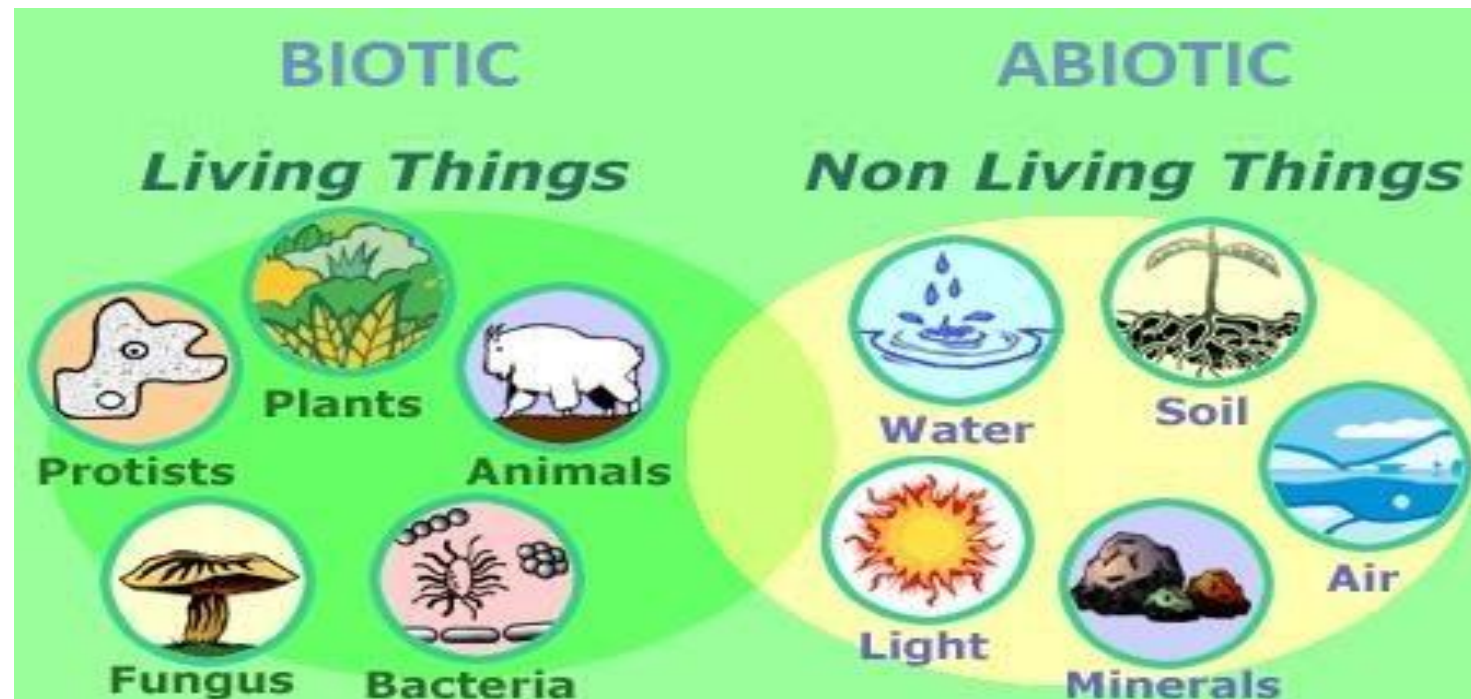 BIOTIC
ABIOTIC
Living Things
Non Living Things
Plants
Protists
Animals
Fungus
Bacteria
Water
Soil
Air
Light
Minerals